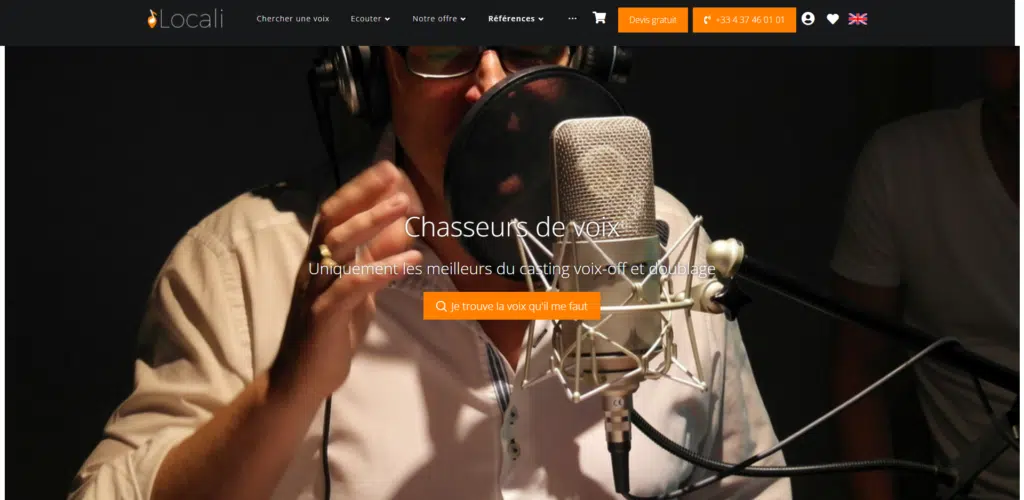 Locali
Chercher une voix
Ecouter
Notre offre
Références
Devis gratuit
+33 4 37 46 01 01
Chasseurs de voix
Uniquement les meilleurs du casting voix-off et doublage
Je trouve la voix qu'il me faut